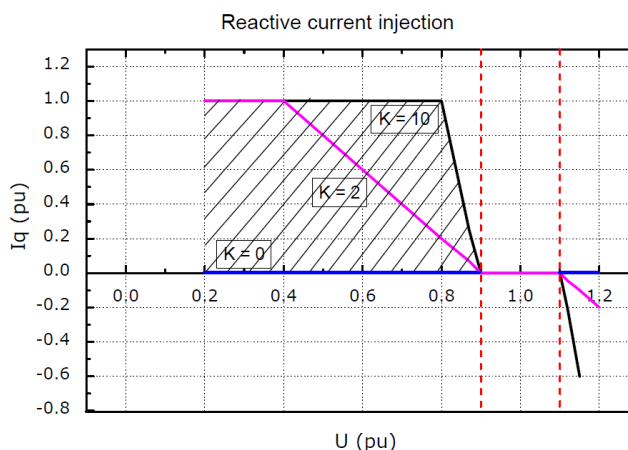 Reactive current injection
1.2
1.0
0.8
0.6
0.4
0.2
0.0
-0.2
-0.4
-0.6
-0.8
Iq (pu)
K = 10
K = 2
K = 0
0.0 0.2 0.4 0.6 0.8 1.0 1.2
U (pu)